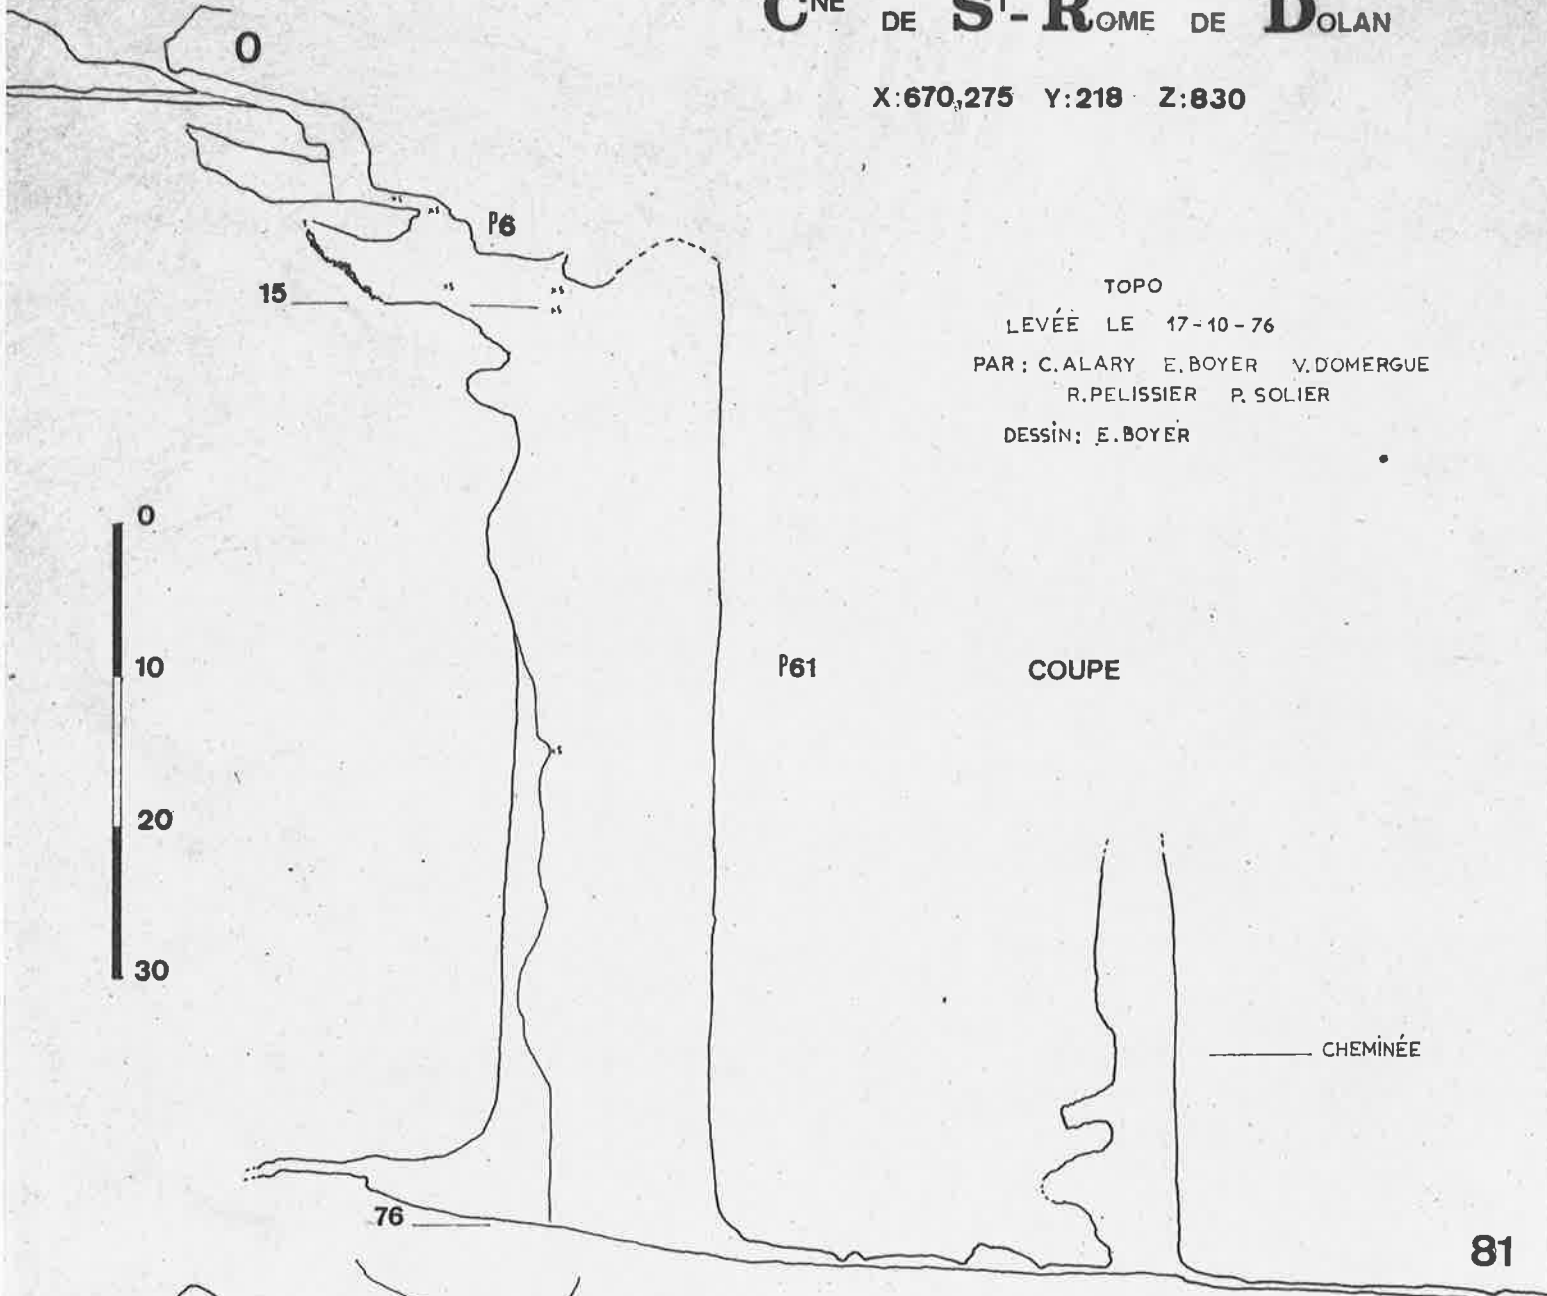 CNE DE ST-ROME DE DOLAN
X:670,275 Y:218 Z:830
0
P6
15
TOPO
LEVÉE LE 17-10-76
PAR: C.ALARY E.BOYER V.DOMERGUE
R.PELISSIER P.SOLIER
DESSIN: E.BOYER
0
10
20
30
P61
COUPE
CHEMINÉE
76
81